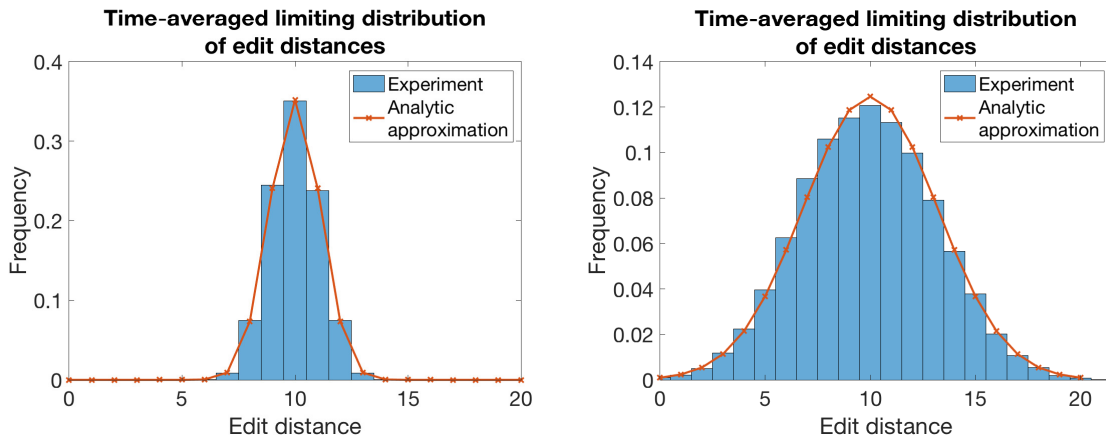 Time-averaged limiting distribution
of edit distances
0.4
0.3
0.2
0.1
0
Frequency
Experiment
Analytic
approximation
0 5 10 15 20
Edit distance
Time-averaged limiting distribution
of edit distances
0.14
0.12
0.1
0.08
0.06
0.04
0.02
0
Frequency
Experiment
Analytic
approximation
0 5 10 15 20
Edit distance